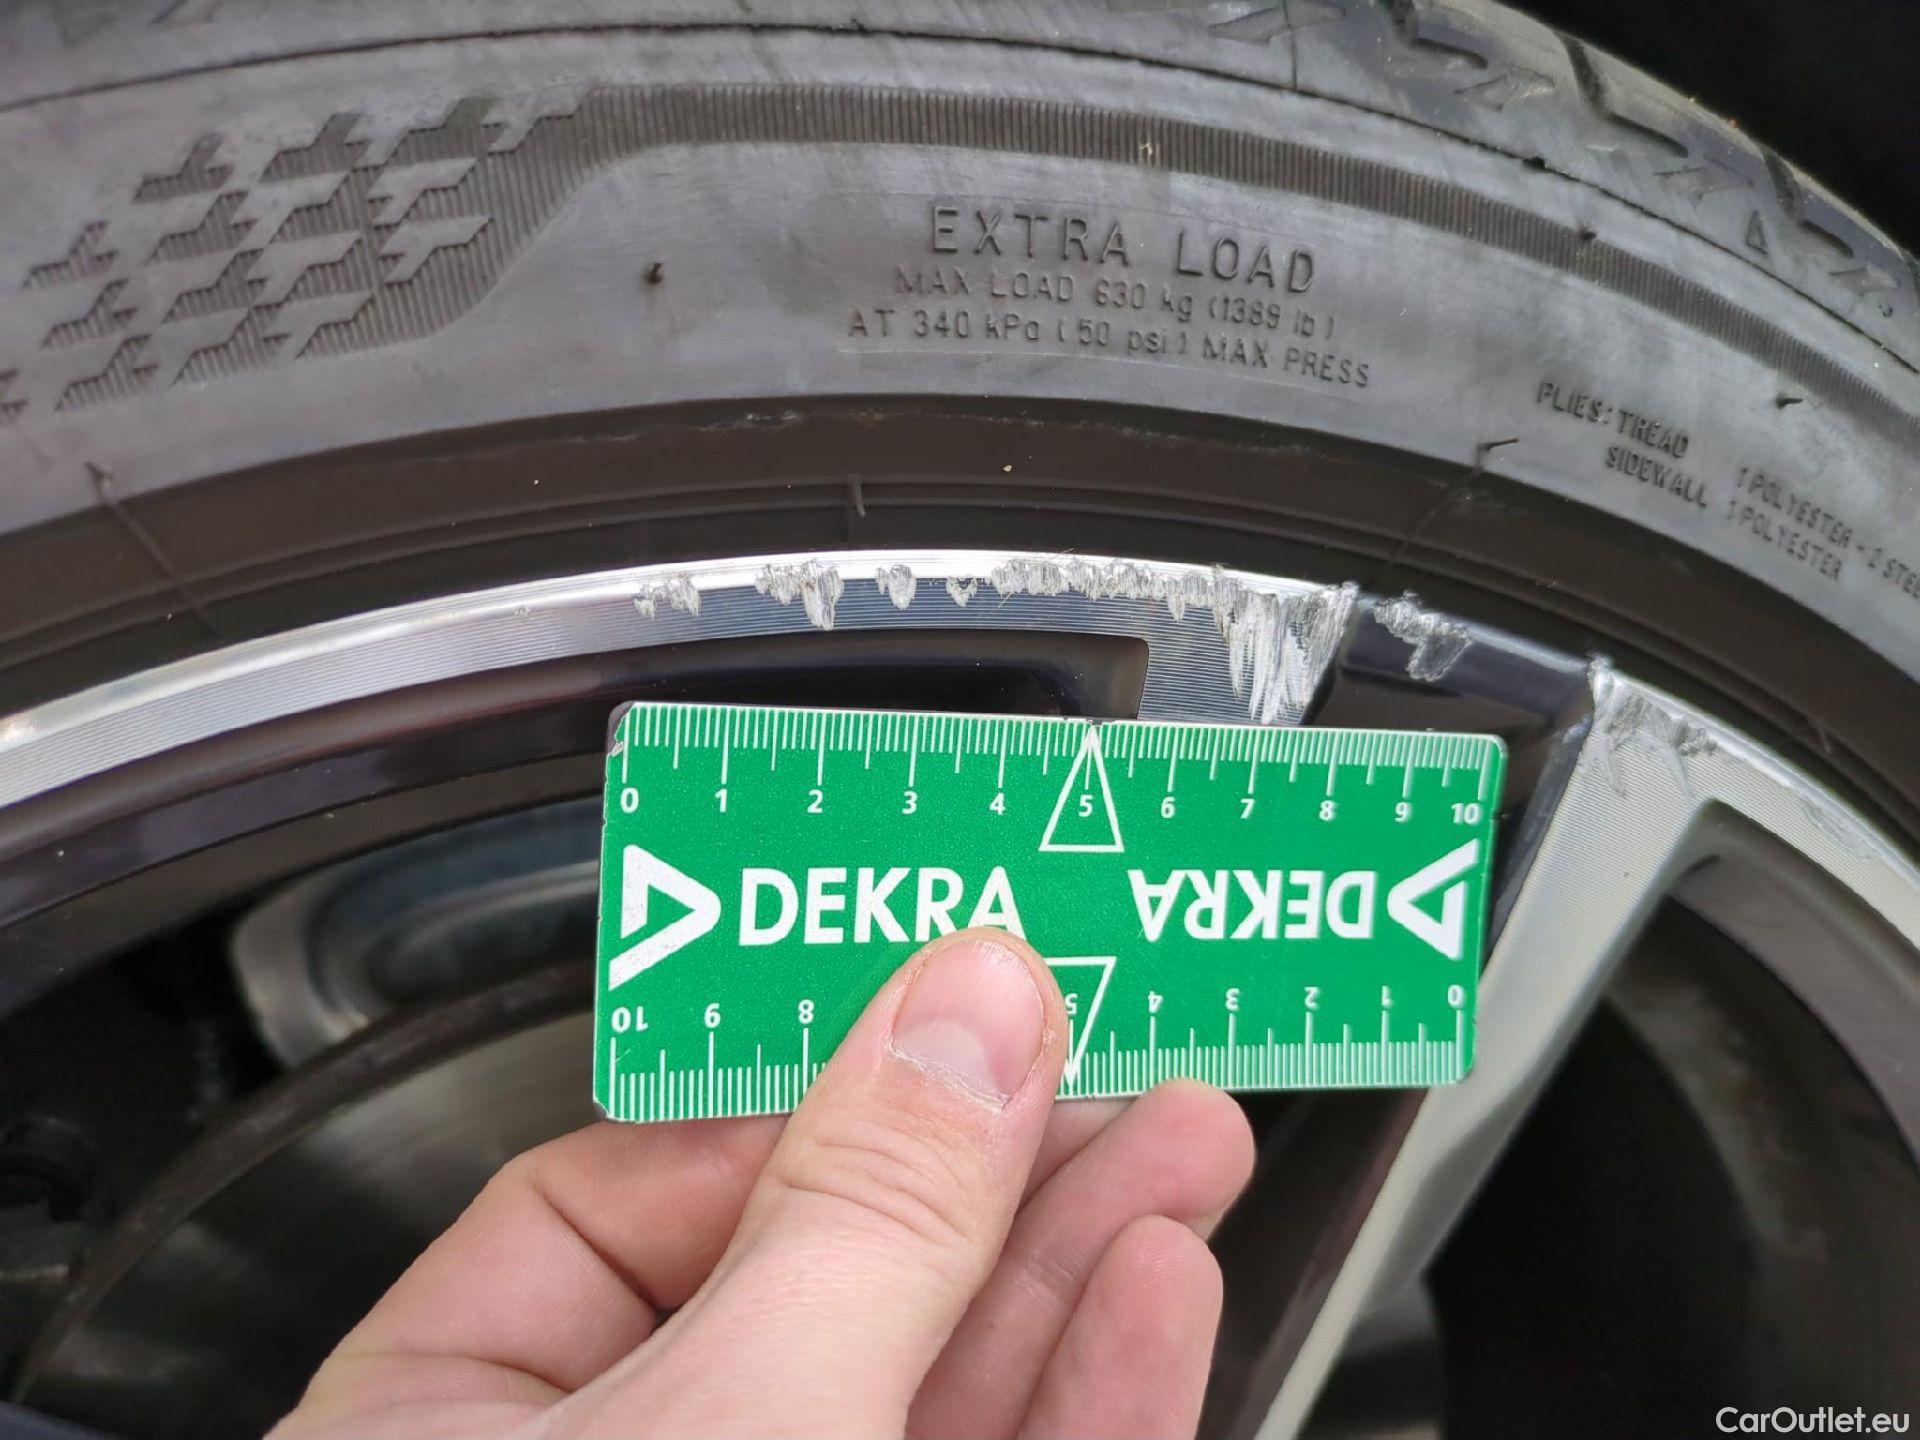 EXTRA LOAD
MAX LOAD 630 kg (1389 lb)
AT 340 kPa (50 psi) MAX PRESS
PLIES: TREAD 1 POLYESTER + 2 STEE
SIDEWALL 1 POLYESTER
0 1 2 3 4 5 6 7 8 9 10
DEKRA DEKRA
10 9 8 5 4 3 2 1 0
CarOutlet.eu